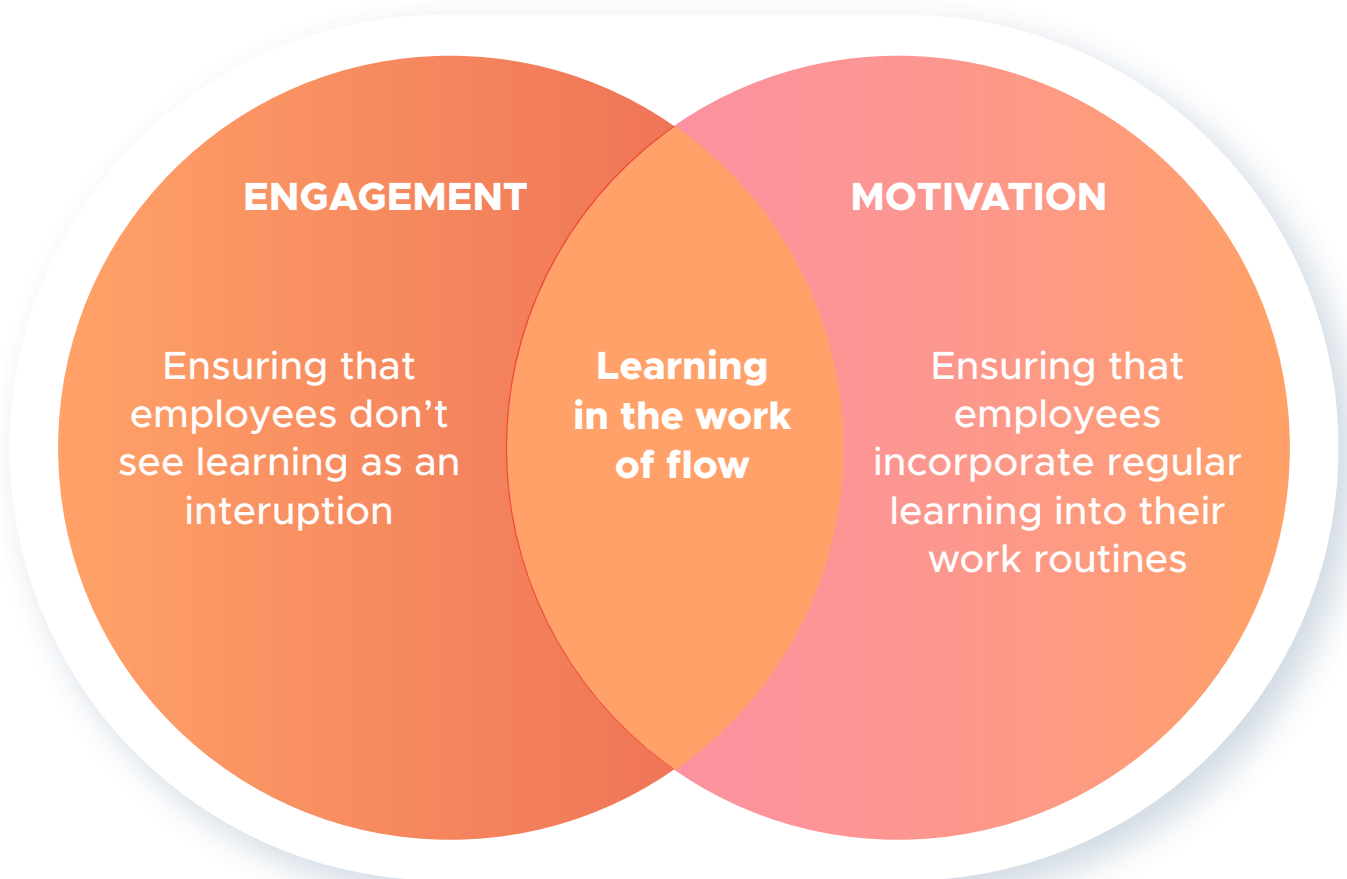 ENGAGEMENT
Ensuring that
employees don’t
see learning as an
interuption
Learning
in the work
of flow
MOTIVATION
Ensuring that
employees
incorporate regular
learning into their
work routines